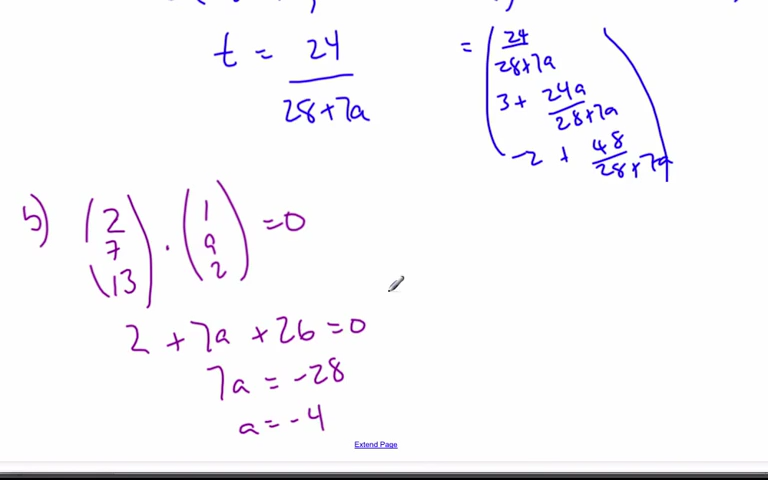 t = 24/(28+7a)
= (24/(28+7a), 3 + 24a/(28+7a), -2 + 48/(28+7a))
b) (2, 7, 13) · (1, a, 2) = 0
2 + 7a + 26 = 0
7a = -28
a = -4
Extend Page